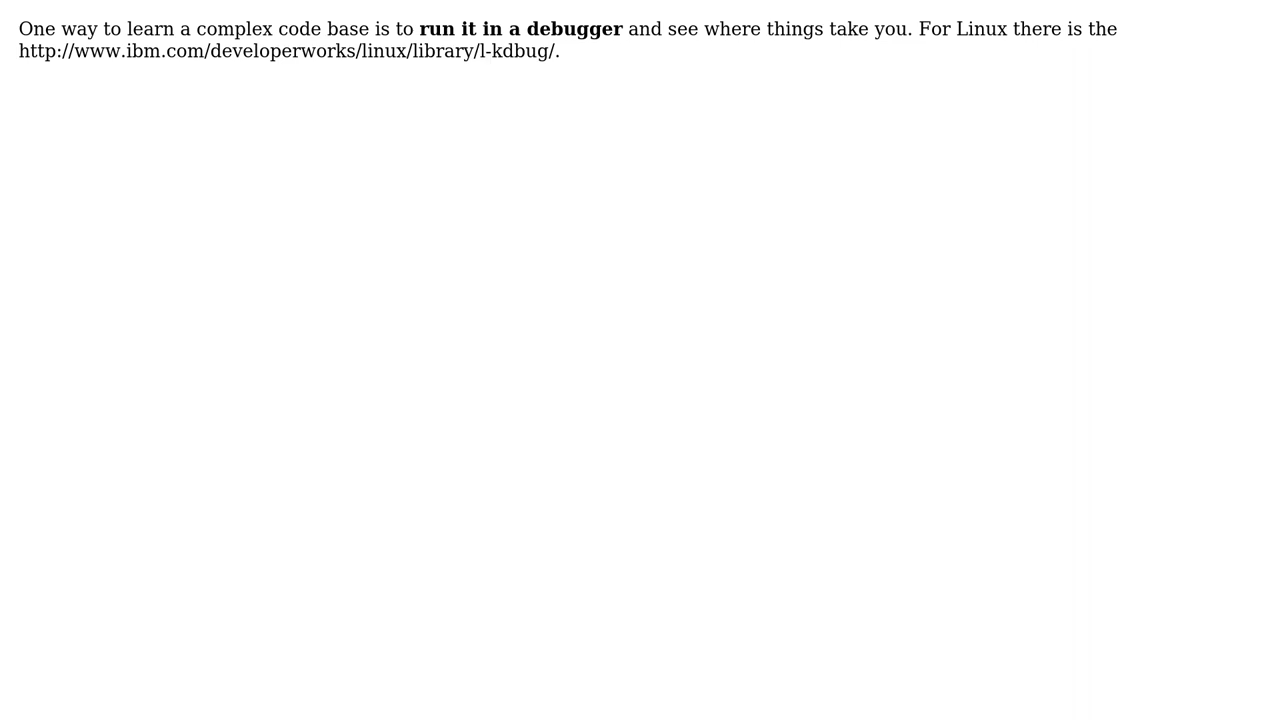 One way to learn a complex code base is to run it in a debugger and see where things take you. For Linux there is the
http://www.ibm.com/developerworks/linux/library/l-kdbug/.